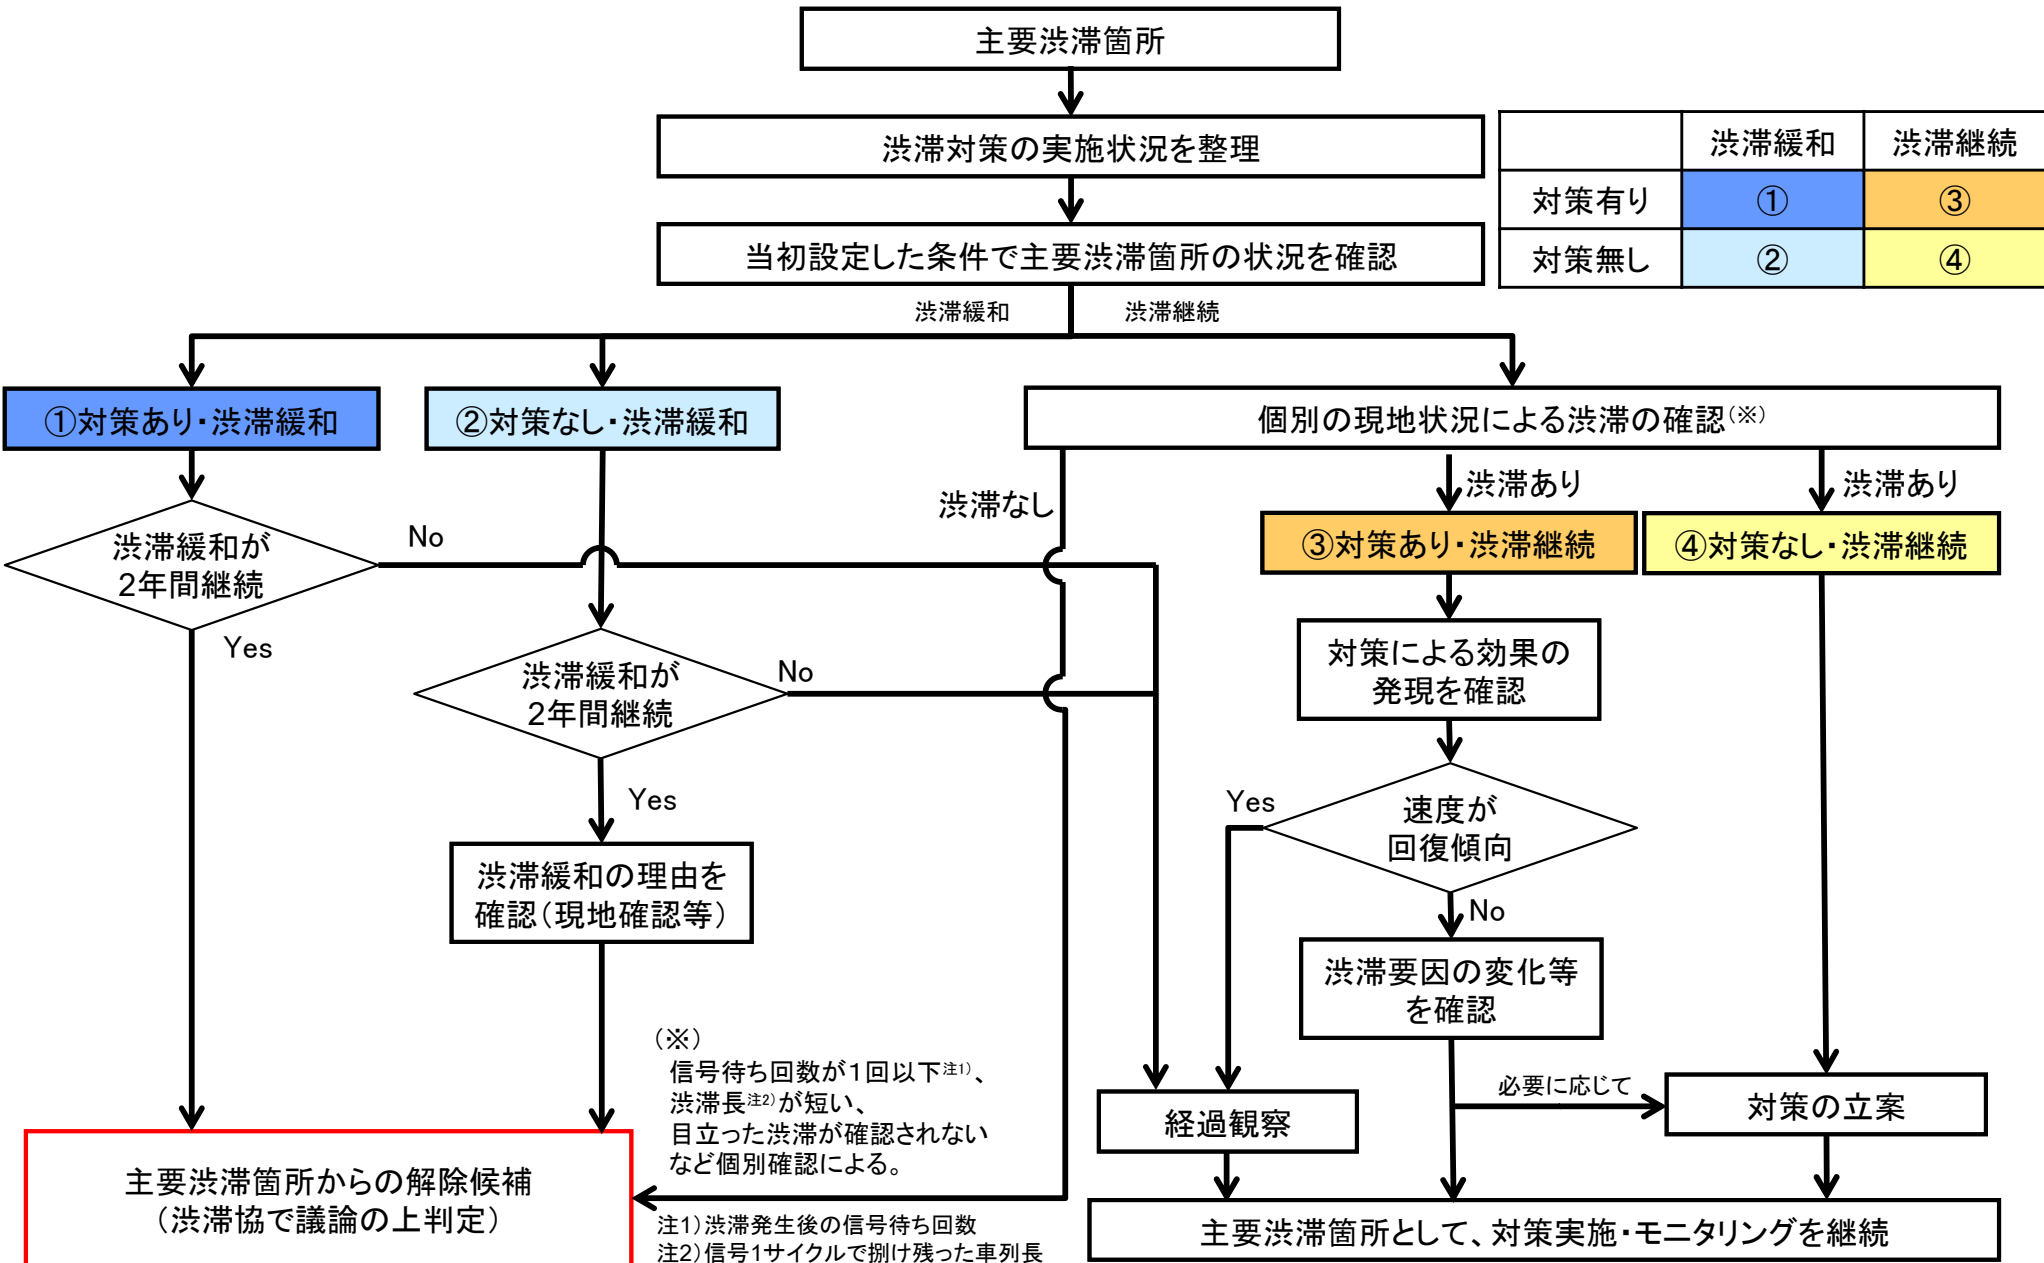 主要渋滞箇所
渋滞対策の実施状況を整理
当初設定した条件で主要渋滞箇所の状況を確認
渋滞緩和 渋滞継続
対策有り ① ③
対策無し ② ④
渋滞緩和
渋滞継続
①対策あり・渋滞緩和
②対策なし・渋滞緩和
個別の現地状況による渋滞の確認(※)
渋滞なし
渋滞あり
渋滞あり
③対策あり・渋滞継続
④対策なし・渋滞継続
渋滞緩和が
2年間継続
No
Yes
渋滞緩和が
2年間継続
No
Yes
対策による効果の
発現を確認
速度が
回復傾向
Yes
No
渋滞緩和の理由を
確認(現地確認等)
渋滞要因の変化等
を確認
必要に応じて
対策の立案
経過観察
(※)
信号待ち回数が1回以下注1)、
渋滞長注2)が短い、
目立った渋滞が確認されない
など個別確認による。
主要渋滞箇所からの解除候補
(渋滞協で議論の上判定)
注1)渋滞発生後の信号待ち回数
注2)信号1サイクルで捌け残った車列長
主要渋滞箇所として、対策実施・モニタリングを継続